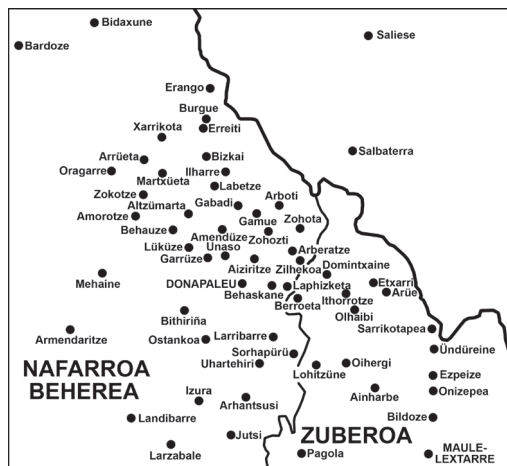 Bidaxune
Saliese
Bardoze
Erango
Burgue
Xarrikota
Erreiti
Salbaterra
Arrüeta
Bizkai
Oragarre
Martxüeta
Ilharre
Labetze
Zokotze
Altzümarta
Gabadi
Arboti
Amorotze
Gamue
Zohota
Behauze
Amendüze
Zohozti
Lüküze
Unaso
Arberatze
Garrüze
Aiziritze
Zilhekoa
Domintxaine
Mehaine
DONAPALEU
Behaskane
Laphizketa
Etxarri
Arüe
Berroeta
Ithorrotze
Olhaibi
Bithiriña
Sarrikotapea
Armendaritze
Ostankoa
Larribarre
Sorhapürü
Ündüreine
NAFARROA
BEHEREA
Uhartehiri
Lohitzüne
Oihergi
Ezpeize
Onizepea
Izura
Arhantsusi
Ainharbe
Landibarre
Bildoze
Jutsi
ZUBEROA
Larzabale
Pagola
MAULE-
LEXTARRE